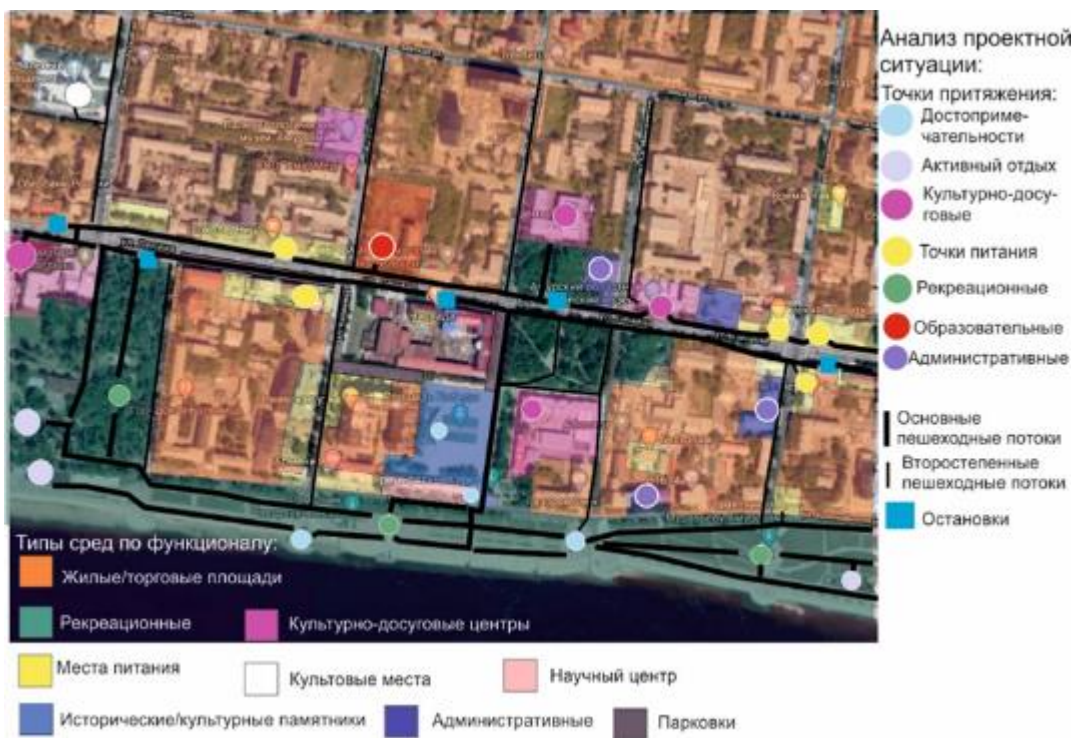 Анализ проектной
ситуации:
Точки притяжения:
Достоприме-
чательности
Активный отдых
Культурно-досу-
говые
Точки питания
Рекреационные
Образовательные
Административные
Основные
пешеходные потоки
Второстепенные
пешеходные потоки
Остановки
Типы сред по функционалу:
Жилые/торговые площади
Рекреационные
Культурно-досуговые центры
Места питания
Культовые места
Научный центр
Исторические/культурные памятники
Административные
Парковки